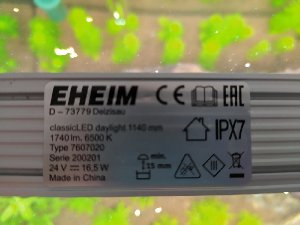 EHEIM CE EAC
D – 73779 Deizisau
classicLED daylight 1140 mm
1740 lm. 6500 K
Type 7607020
Serie 200201
24 V ⎓ 16,5 W
Made in China
IPX7
min.
15 mm
III